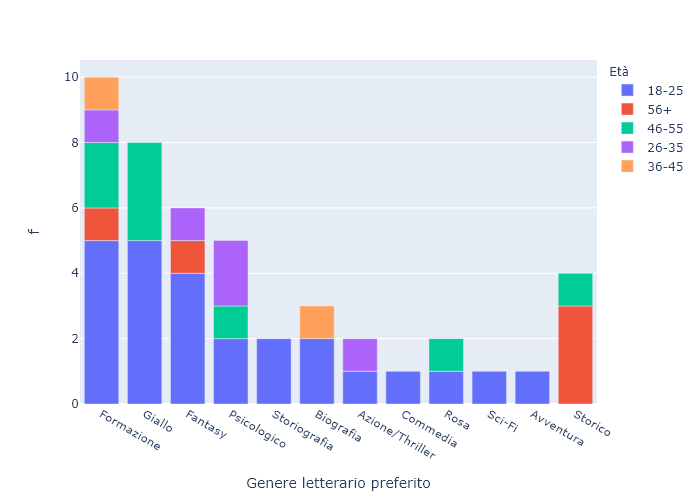 Età
18-25
56+
46-55
26-35
36-45
f
10
8
6
4
2
0
Formazione
Giallo
Fantasy
Psicologico
Storiografia
Biografia
Azione/Thriller
Commedia
Rosa
Sci-Fi
Avventura
Storico
Genere letterario preferito